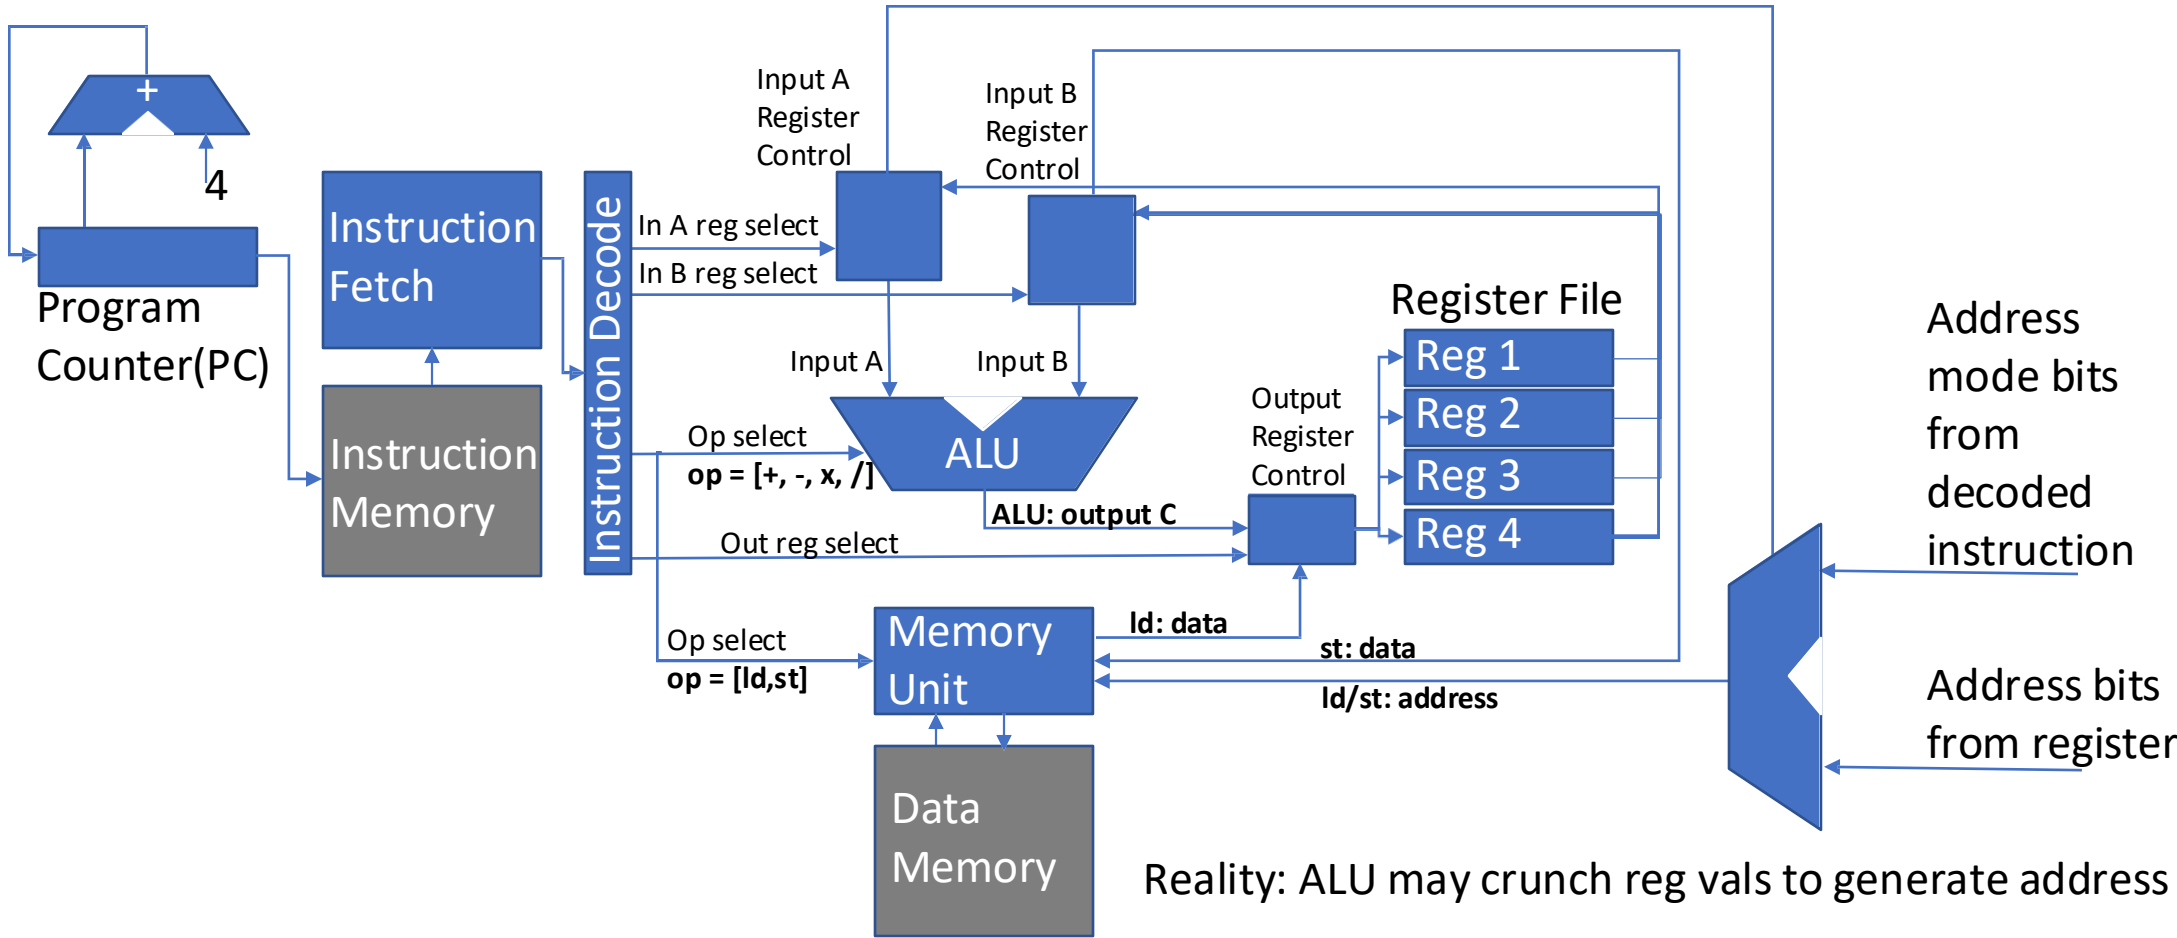 +
4
Program
Counter(PC)
Instruction
Fetch
Instruction
Memory
Instruction Decode
Input A
Register
Control
Input B
Register
Control
In A reg select
In B reg select
Input A
Input B
Op select
op = [+, -, x, /]
ALU
ALU: output C
Out reg select
Output
Register
Control
Register File
Reg 1
Reg 2
Reg 3
Reg 4
Op select
op = [ld,st]
Memory
Unit
ld: data
st: data
ld/st: address
Data
Memory
Address
mode bits
from
decoded
instruction
Address bits
from register
Reality: ALU may crunch reg vals to generate address